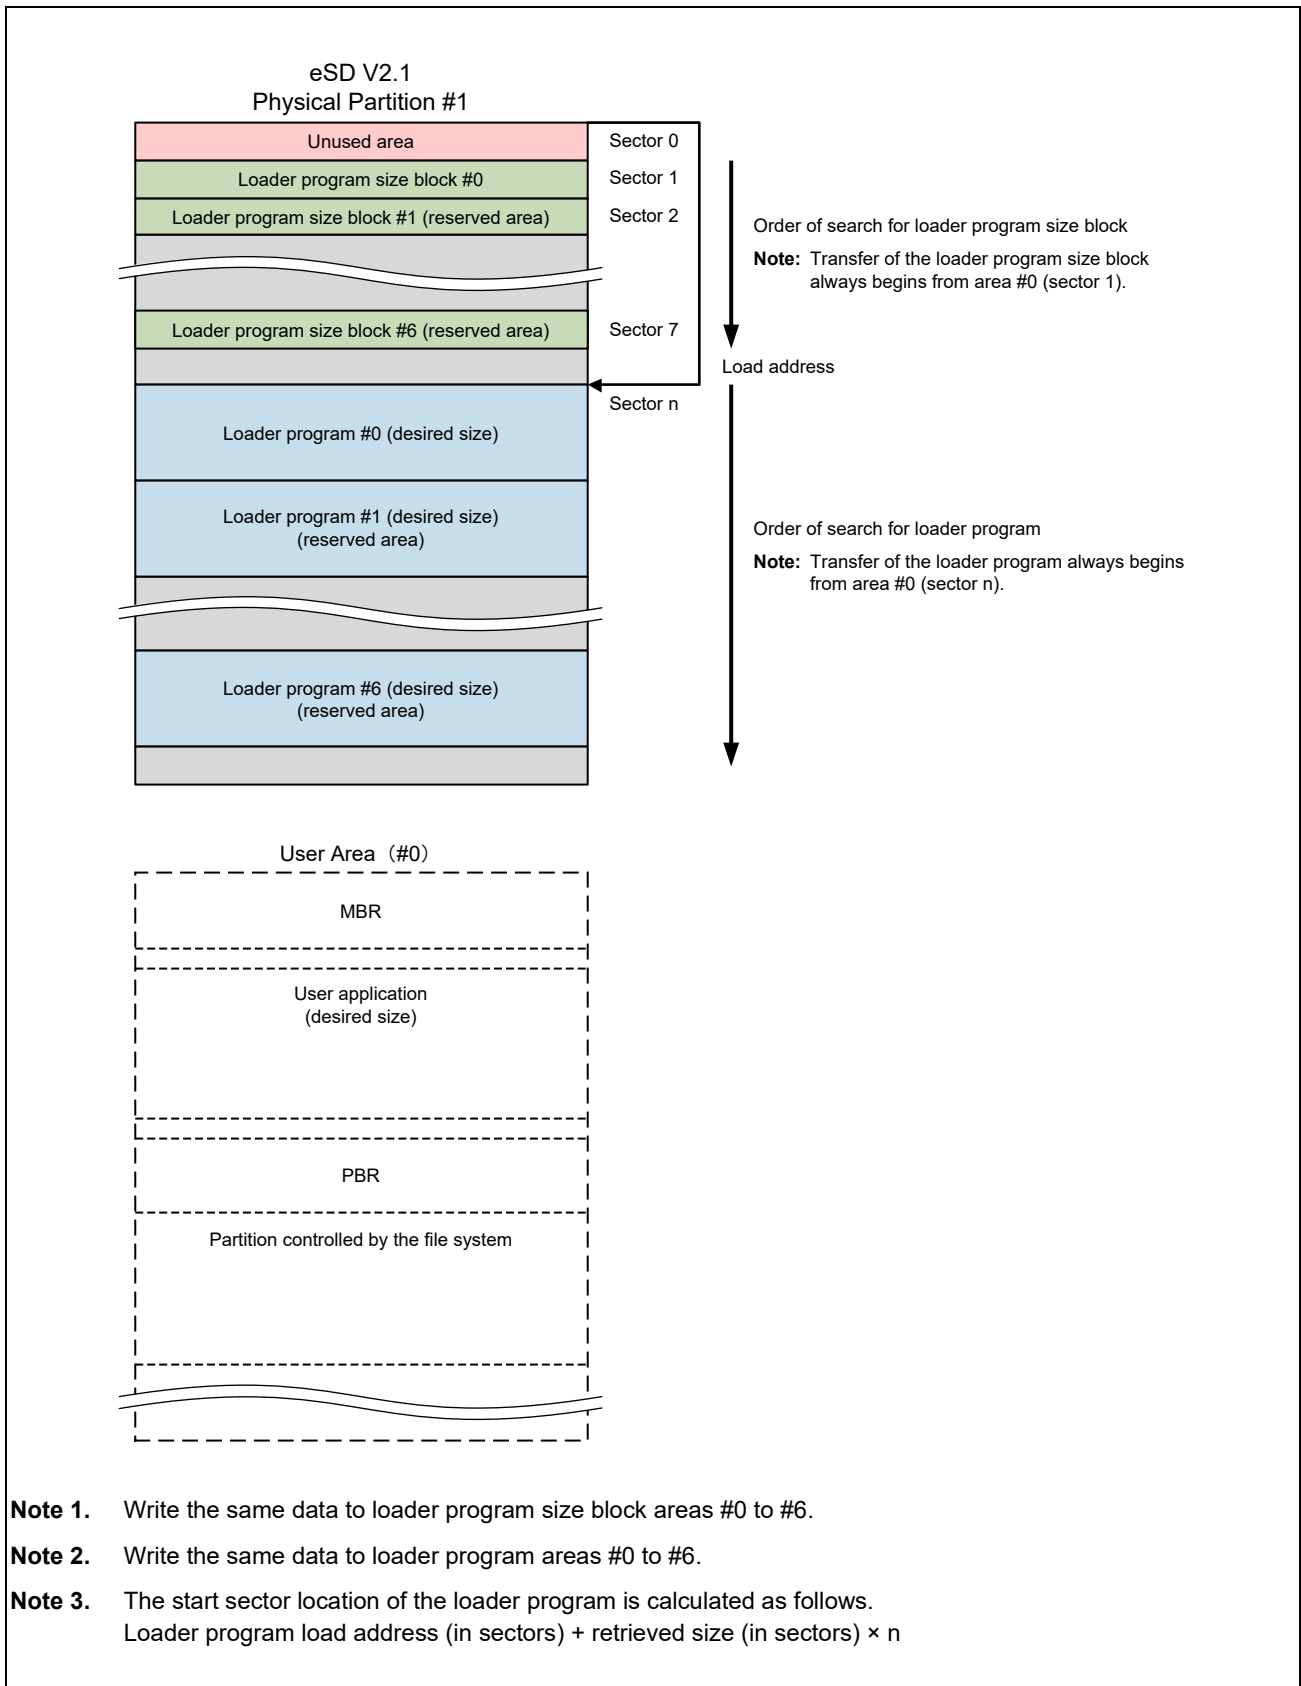 eSD V2.1
Physical Partition #1
Unused area
Sector 0
Loader program size block #0
Sector 1
Loader program size block #1 (reserved area)
Sector 2
Order of search for loader program size block
Note: Transfer of the loader program size block
always begins from area #0 (sector 1).
Loader program size block #6 (reserved area)
Sector 7
Load address
Sector n
Loader program #0 (desired size)
Loader program #1 (desired size)
(reserved area)
Order of search for loader program
Note: Transfer of the loader program always begins
from area #0 (sector n).
Loader program #6 (desired size)
(reserved area)
User Area（#0）
MBR
User application
(desired size)
PBR
Partition controlled by the file system
Note 1. Write the same data to loader program size block areas #0 to #6.
Note 2. Write the same data to loader program areas #0 to #6.
Note 3. The start sector location of the loader program is calculated as follows.
Loader program load address (in sectors) + retrieved size (in sectors) × n